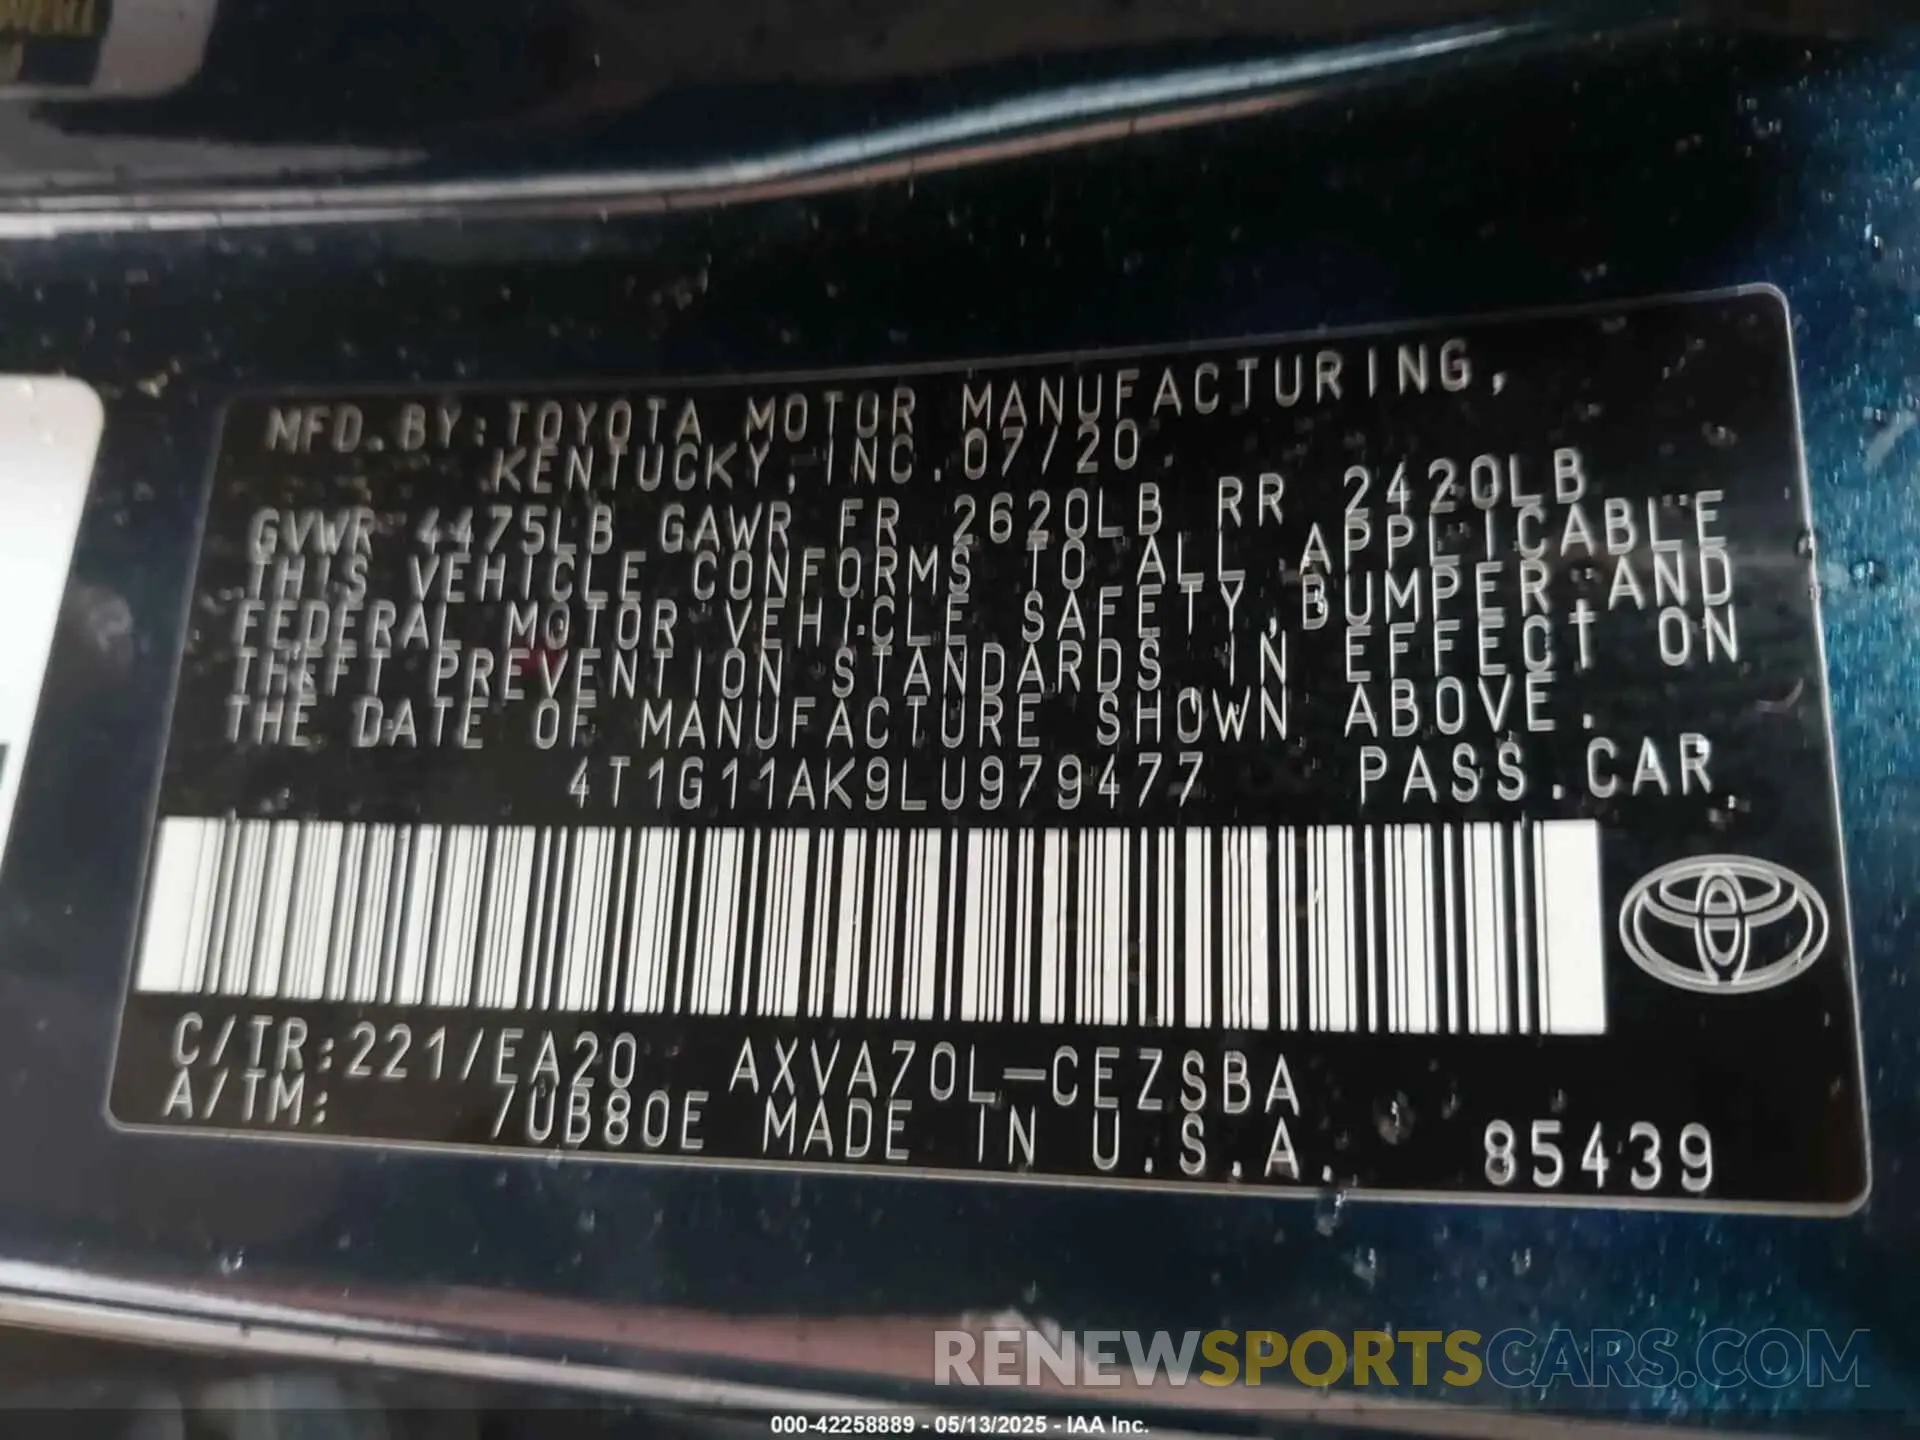 MFD. BY: TOYOTA MOTOR MANUFACTURING,
KENTUCKY, INC. 07/20
GVWR 4475LB GAWR FR 2620LB RR 2420LB
THIS VEHICLE CONFORMS TO ALL APPLICABLE
FEDERAL MOTOR VEHICLE SAFETY, BUMPER AND
THEFT PREVENTION STANDARDS IN EFFECT ON
THE DATE OF MANUFACTURE SHOWN ABOVE.
4T1G11AK9LU979477 PASS. CAR
C/TR: 221/EA20 AXVA70L-CEZSBA
A/TM: 7UB80E MADE IN U.S.A. 85439
RENEWSPORTSCARS.COM
000-42258889 - 05/13/2025 - IAA Inc.